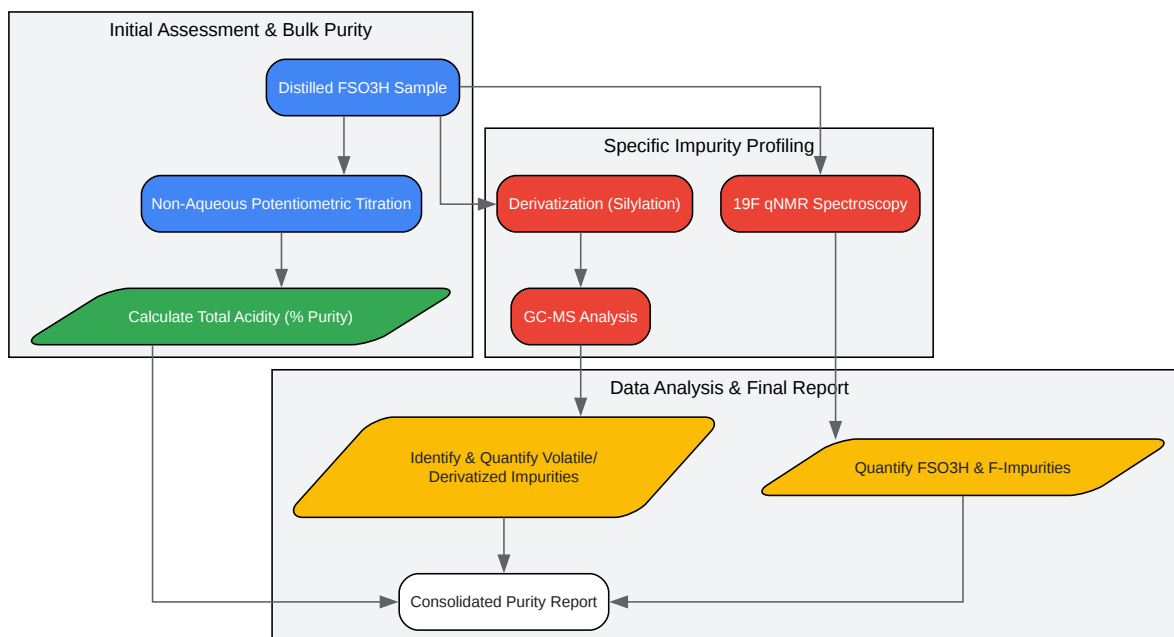 Initial Assessment & Bulk Purity
Distilled FSO3H Sample
Non-Aqueous Potentiometric Titration
Calculate Total Acidity (% Purity)
Specific Impurity Profiling
Derivatization (Silylation)
19F qNMR Spectroscopy
GC-MS Analysis
Data Analysis & Final Report
Identify & Quantify Volatile/
Derivatized Impurities
Quantify FSO3H & F-Impurities
Consolidated Purity Report